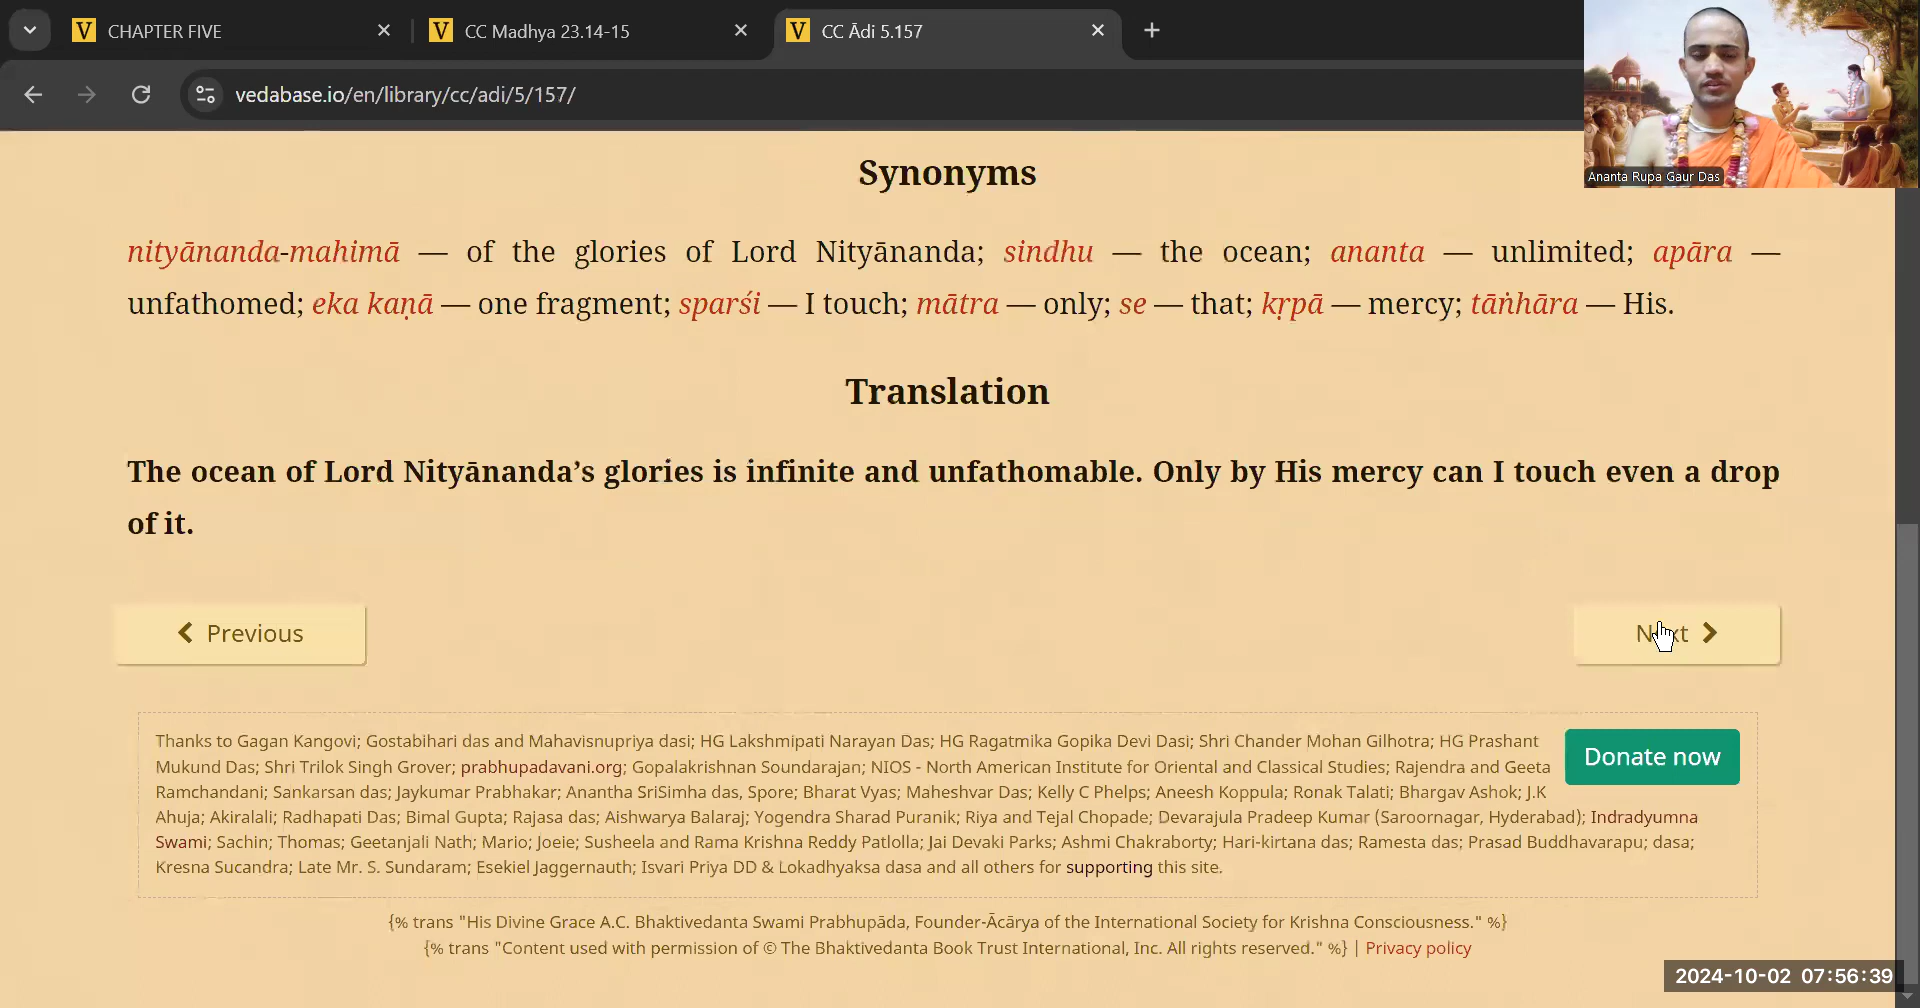 CHAPTER FIVE
CC Madhya 23.14-15
CC Ādi 5.157
vedabase.io/en/library/cc/adi/5/157/
Ananta Rupa Gaur Das
Synonyms
nityānanda-mahimā — of the glories of Lord Nityānanda; sindhu — the ocean; ananta — unlimited; apāra —
unfathomed; eka kaṇā — one fragment; sparśi — I touch; mātra — only; se — that; kṛpā — mercy; tāṅhāra — His.
Translation
The ocean of Lord Nityānanda’s glories is infinite and unfathomable. Only by His mercy can I touch even a drop
of it.
Previous
Next
Thanks to Gagan Kangovi; Gostabihari das and Mahavisnupriya dasi; HG Lakshmipati Narayan Das; HG Ragatmika Gopika Devi Dasi; Shri Chander Mohan Gilhotra; HG Prashant
Mukund Das; Shri Trilok Singh Grover; prabhupadavani.org; Gopalakrishnan Soundarajan; NIOS - North American Institute for Oriental and Classical Studies; Rajendra and Geeta
Ramchandani; Sankarsan das; Jaykumar Prabhakar; Anantha SriSimha das, Spore; Bharat Vyas; Maheshvar Das; Kelly C Phelps; Aneesh Koppula; Ronak Talati; Bhargav Ashok; J.K
Ahuja; Akiralali; Radhapati Das; Bimal Gupta; Rajasa das; Aishwarya Balaraj; Yogendra Sharad Puranik; Riya and Tejal Chopade; Devarajula Pradeep Kumar (Saroornagar, Hyderabad); Indradyumna
Swami; Sachin; Thomas; Geetanjali Nath; Mario; Joeie; Susheela and Rama Krishna Reddy Patlolla; Jai Devaki Parks; Ashmi Chakraborty; Hari-kirtana das; Ramesta das; Prasad Buddhavarapu; dasa;
Kresna Sucandra; Late Mr. S. Sundaram; Esekiel Jaggernauth; Isvari Priya DD & Lokadhyaksa dasa and all others for supporting this site.
Donate now
{% trans "His Divine Grace A.C. Bhaktivedanta Swami Prabhupāda, Founder-Ācārya of the International Society for Krishna Consciousness." %}
{% trans "Content used with permission of © The Bhaktivedanta Book Trust International, Inc. All rights reserved." %} | Privacy policy
2024-10-02 07:56:39